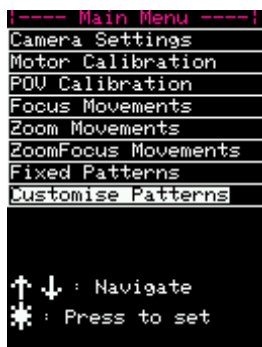 ¦---- Main Menu ----¦
Camera Settings
Motor Calibration
POV Calibration
Focus Movements
Zoom Movements
ZoomFocus Movements
Fixed Patterns
Customise Patterns
↑ ↓ : Navigate
✹ : Press to set